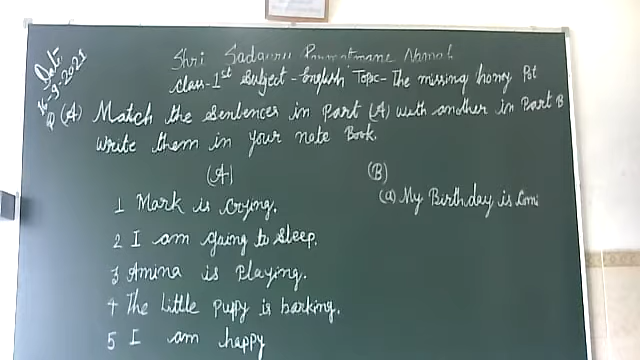 Date
16-9-2021
Shri Sadguru Namah
Class-1st Subject-English Topic-The missing honey Pot
Q (A) Match the sentences in Part (A) with another in Part B
Write them in your note Book.
(A) (B)
1 Mark is Crying. (a) My Birthday is Comi
2 I am going to sleep.
3 Amina is Playing.
4 The Little puppy is barking.
5 I am happy